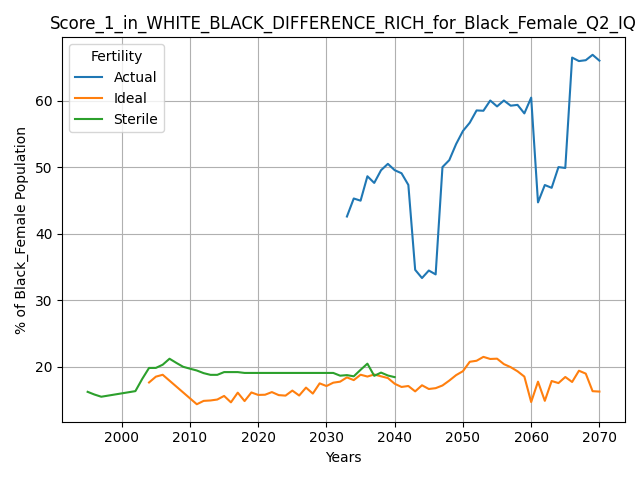 Score_1_in_WHITE_BLACK_DIFFERENCE_RICH_for_Black_Female_Q2_IQ
Fertility
Actual
Ideal
Sterile
% of Black_Female Population
60
50
40
30
20
2000
2010
2020
2030
2040
2050
2060
2070
Years